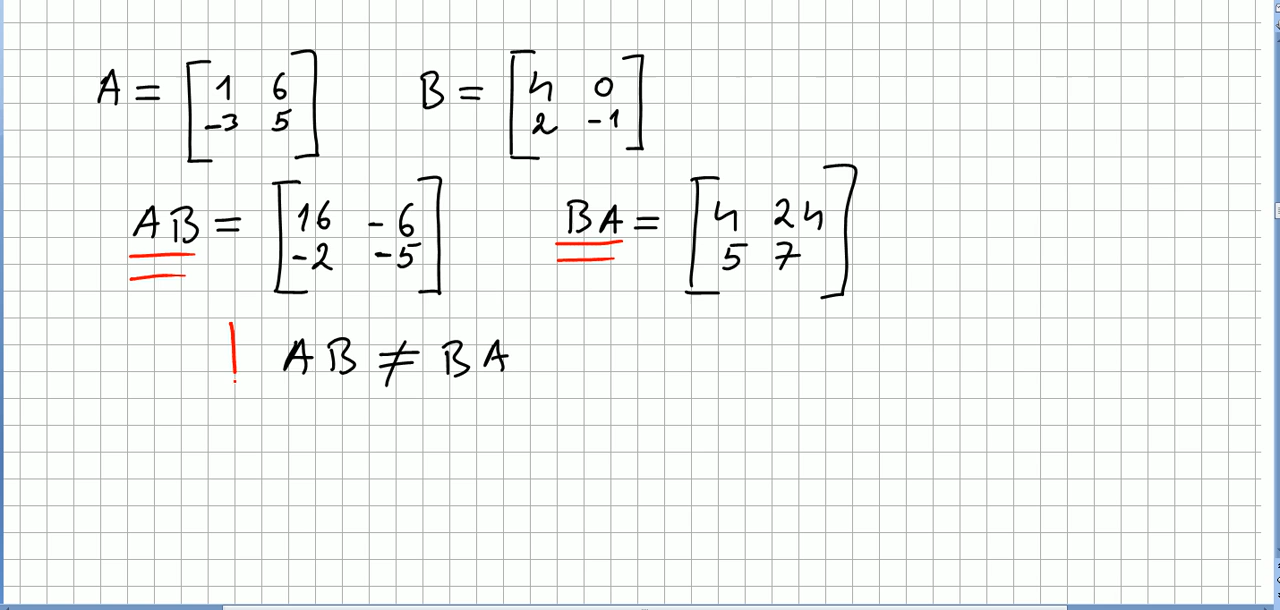 A = [ 1 6 B = [ 4 0
-3 5 ] 2 -1 ]
AB = [ 16 -6 BA = [ 4 24
-2 -5 ] 5 7 ]
! AB ≠ BA